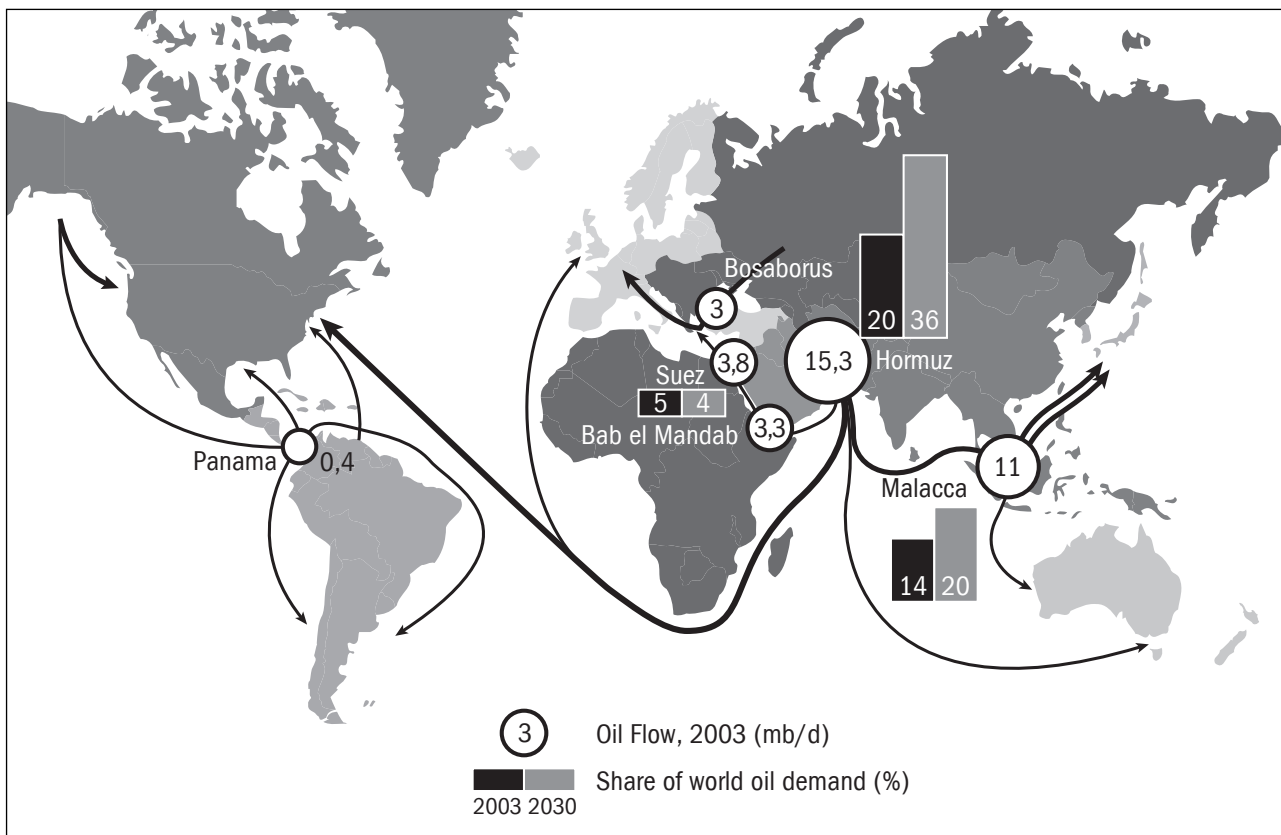 Bosaborus
3
20 36
3,8
15,3
Hormuz
Suez
5 4
3,3
Bab el Mandab
Panama
0,4
11
Malacca
14 20
3 Oil Flow, 2003 (mb/d)
Share of world oil demand (%)
2003 2030